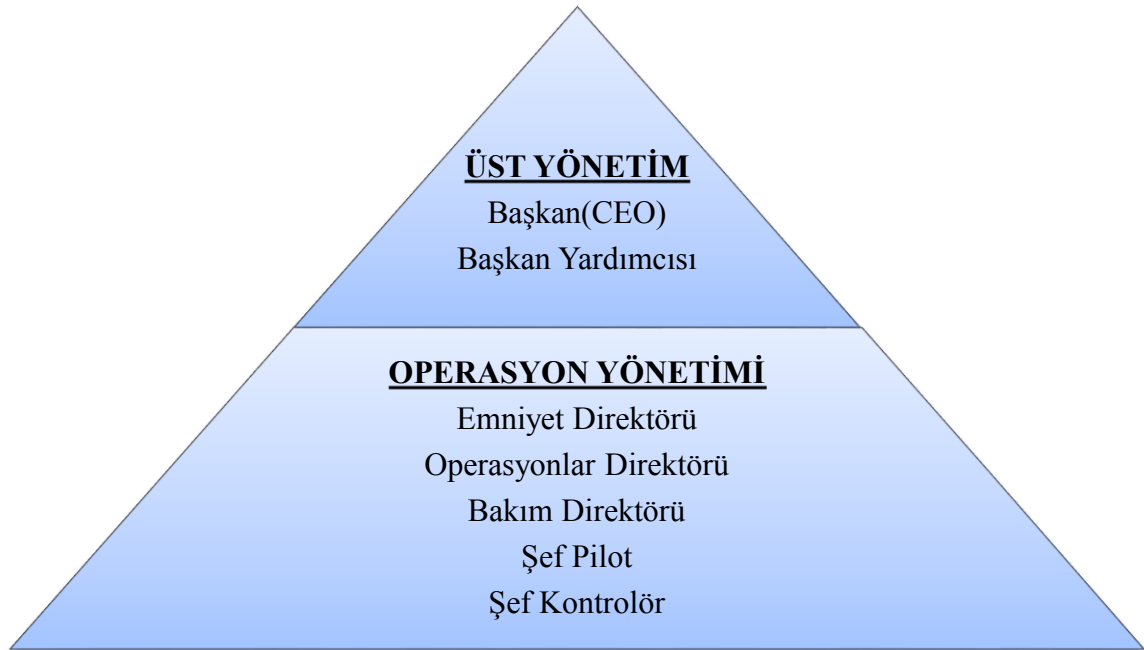 ÜST YÖNETİM
Başkan(CEO)
Başkan Yardımcısı
OPERASYON YÖNETİMİ
Emniyet Direktörü
Operasyonlar Direktörü
Bakım Direktörü
Şef Pilot
Şef Kontrolör